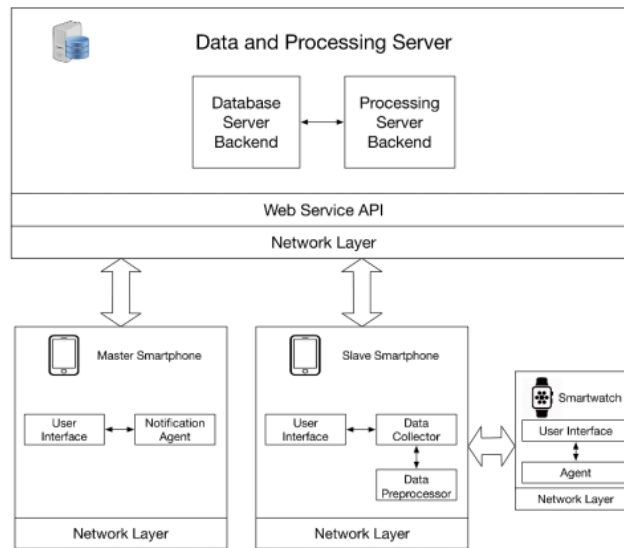 Data and Processing Server
Database
Server
Backend
Processing
Server
Backend
Web Service API
Network Layer
Master Smartphone
User
Interface
Notification
Agent
Network Layer
Slave Smartphone
User
Interface
Data
Collector
Data
Preprocessor
Network Layer
Smartwatch
User Interface
Agent
Network Layer